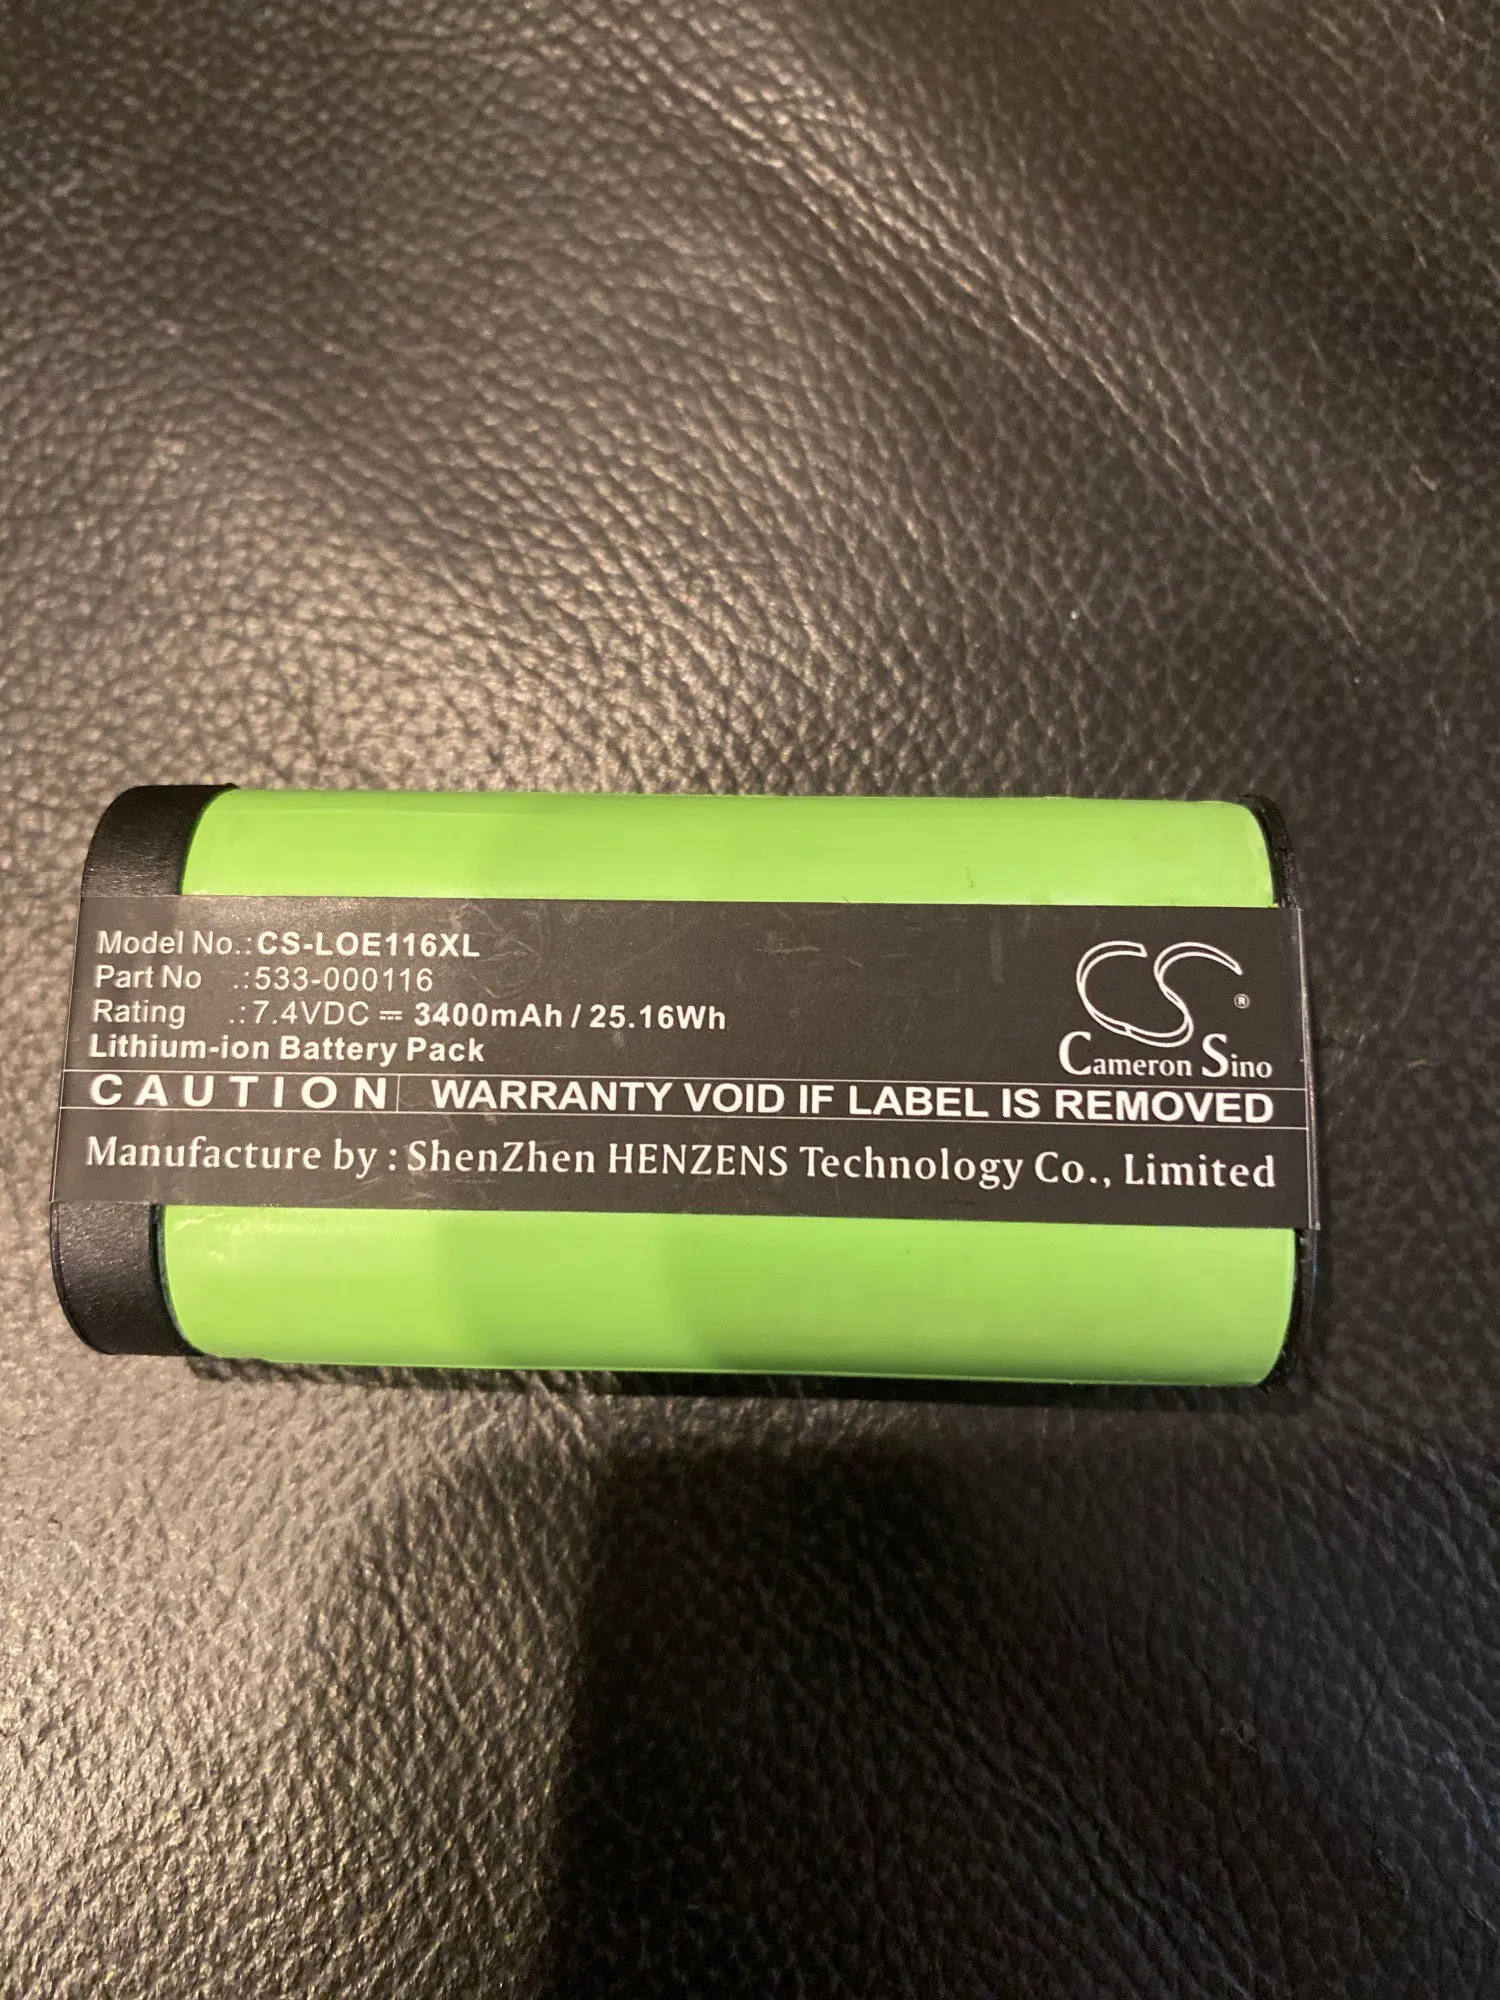 Model No.:CS-LOE116XL
Part No .:533-000116
Rating .:7.4VDC ⎓ 3400mAh / 25.16Wh
Lithium-ion Battery Pack
CS ®
Cameron Sino
CAUTION WARRANTY VOID IF LABEL IS REMOVED
Manufacture by : ShenZhen HENZENS Technology Co., Limited